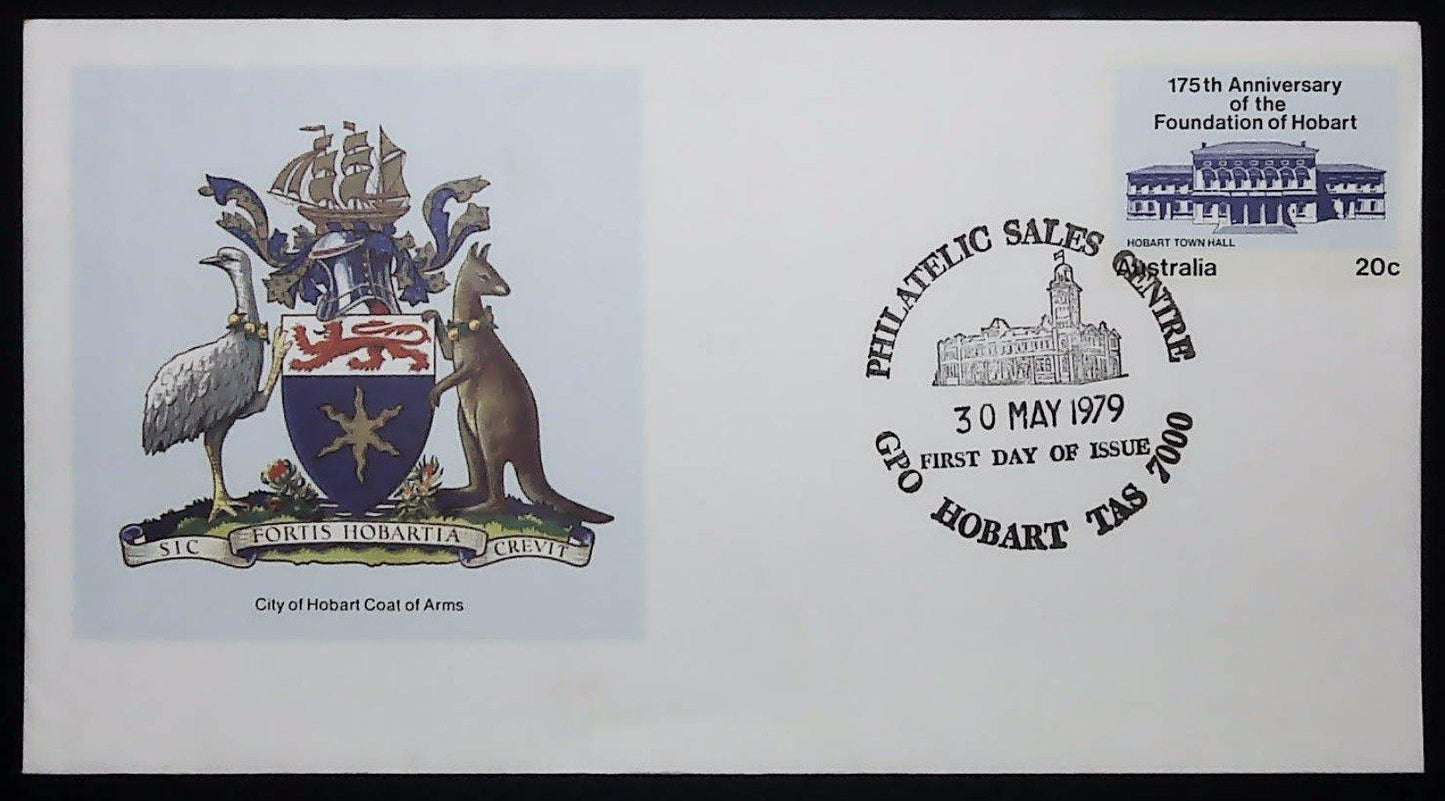 175th Anniversary
of the
Foundation of Hobart
HOBART TOWN HALL
Australia 20c
PHILATELIC SALES CENTRE
30 MAY 1979
FIRST DAY OF ISSUE
GPO HOBART TAS 7000
SIC FORTIS HOBARTIA CREVIT
City of Hobart Coat of Arms